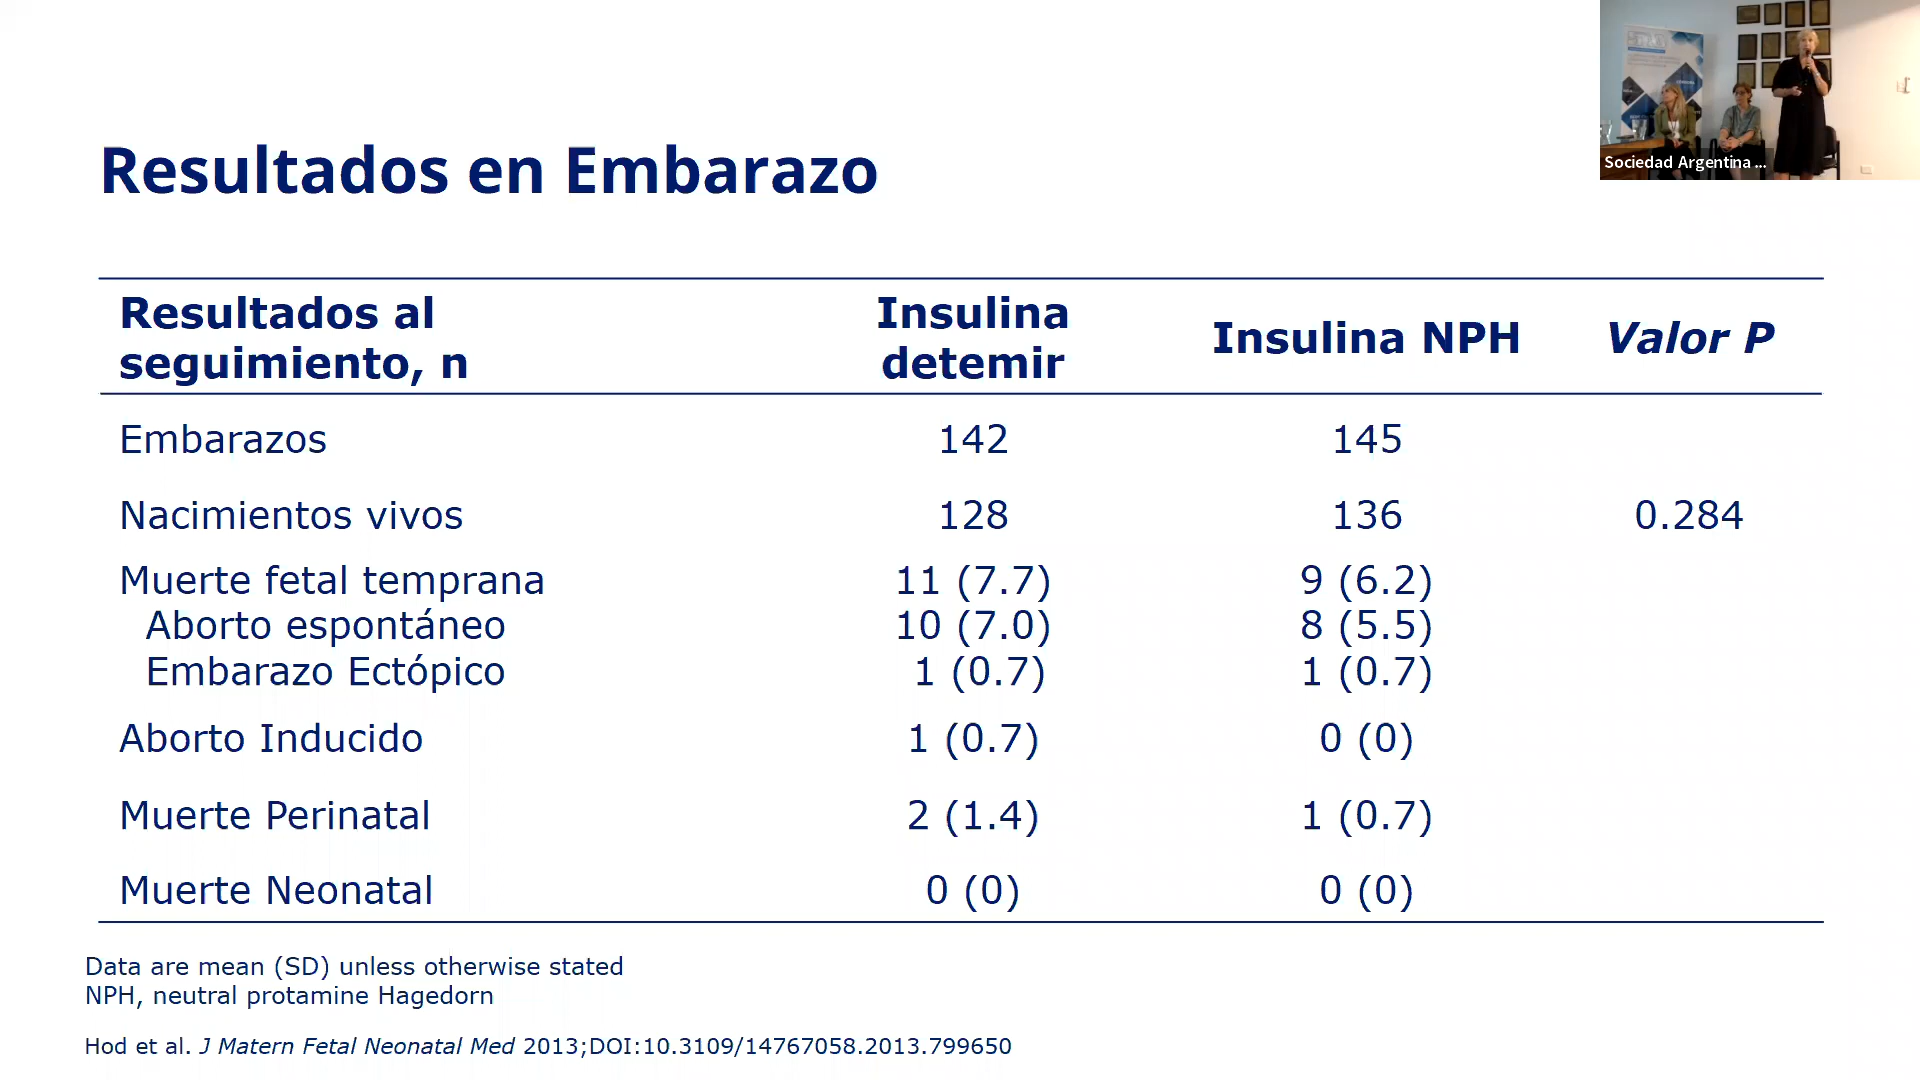 Sociedad Argentina ...
Resultados en Embarazo
Resultados al seguimiento, n
Insulina detemir
Insulina NPH
Valor P
Embarazos 142 145
Nacimientos vivos 128 136 0.284
Muerte fetal temprana 11 (7.7) 9 (6.2)
Aborto espontáneo 10 (7.0) 8 (5.5)
Embarazo Ectópico 1 (0.7) 1 (0.7)
Aborto Inducido 1 (0.7) 0 (0)
Muerte Perinatal 2 (1.4) 1 (0.7)
Muerte Neonatal 0 (0) 0 (0)
Data are mean (SD) unless otherwise stated
NPH, neutral protamine Hagedorn
Hod et al. J Matern Fetal Neonatal Med 2013;DOI:10.3109/14767058.2013.799650